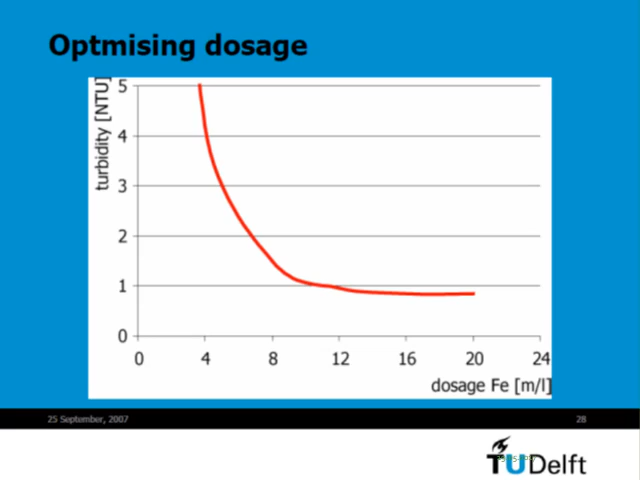 Optmising dosage
turbidity [NTU]
5
4
3
2
1
0
0 4 8 12 16 20 24
dosage Fe [m/l]
25 September, 2007
28
TUDelft